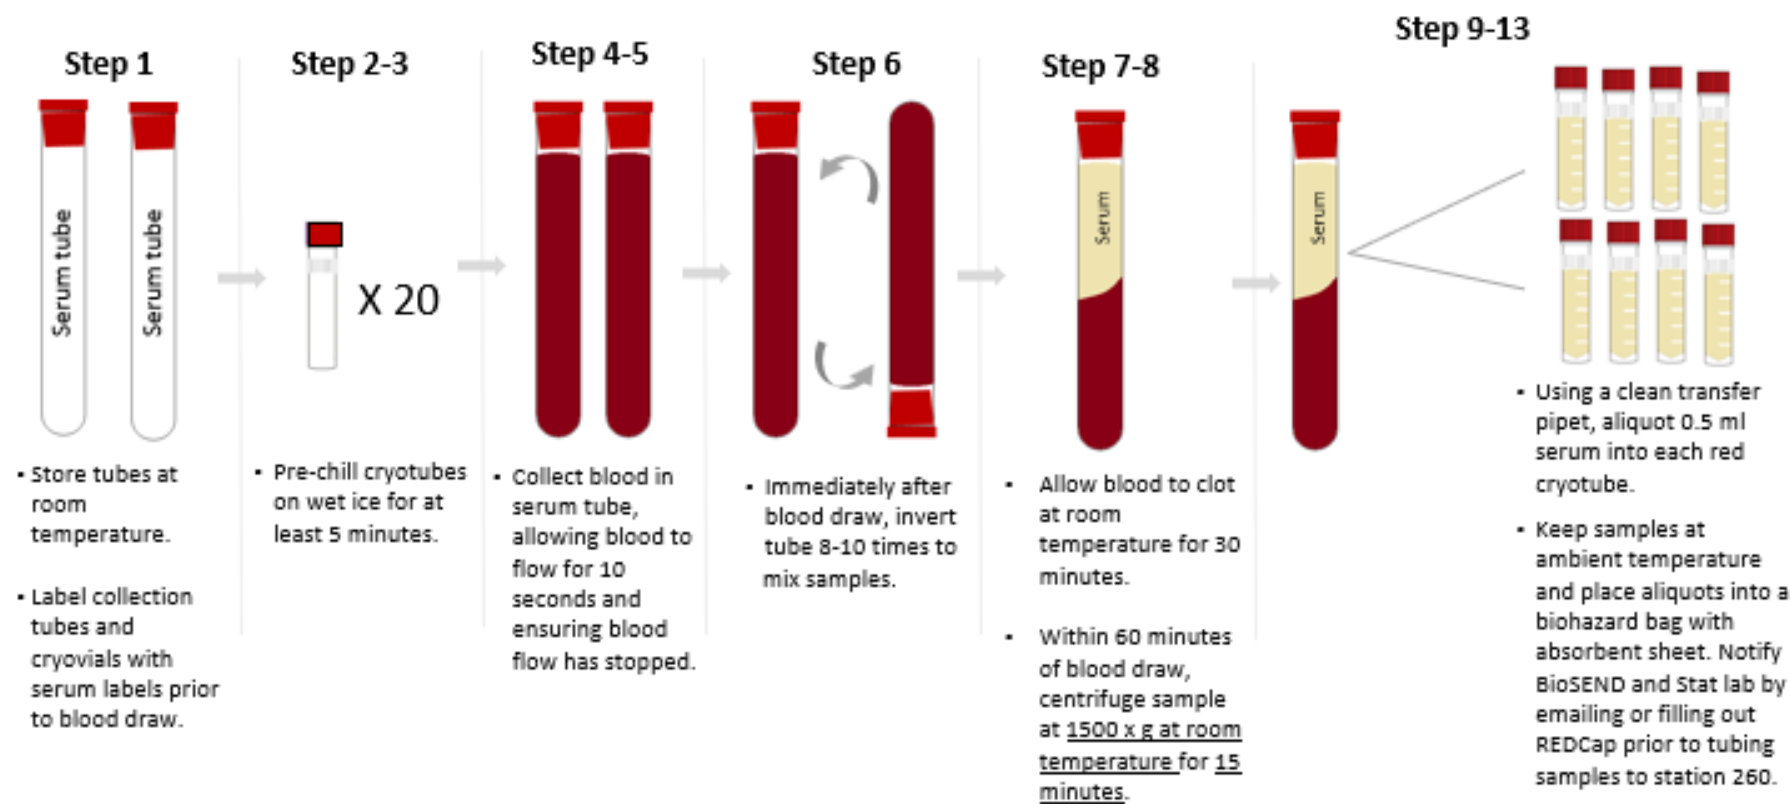 Step 1
Serum tube
Serum tube
▪ Store tubes at
room
temperature.
▪ Label collection
tubes and
cryovials with
serum labels prior
to blood draw.
Step 2-3
X 20
▪ Pre-chill cryotubes
on wet ice for at
least 5 minutes.
Step 4-5
▪ Collect blood in
serum tube,
allowing blood to
flow for 10
seconds and
ensuring blood
flow has stopped.
Step 6
▪ Immediately after
blood draw, invert
tube 8-10 times to
mix samples.
Step 7-8
Serum
▪ Allow blood to clot
at room
temperature for 30
minutes.
▪ Within 60 minutes
of blood draw,
centrifuge sample
at 1500 x g at room
temperature for 15
minutes.
Step 9-13
Serum
▪ Using a clean transfer
pipet, aliquot 0.5 ml
serum into each red
cryotube.
▪ Keep samples at
ambient temperature
and place aliquots into a
biohazard bag with
absorbent sheet. Notify
BioSEND and Stat lab by
emailing or filling out
REDCap prior to tubing
samples to station 260.